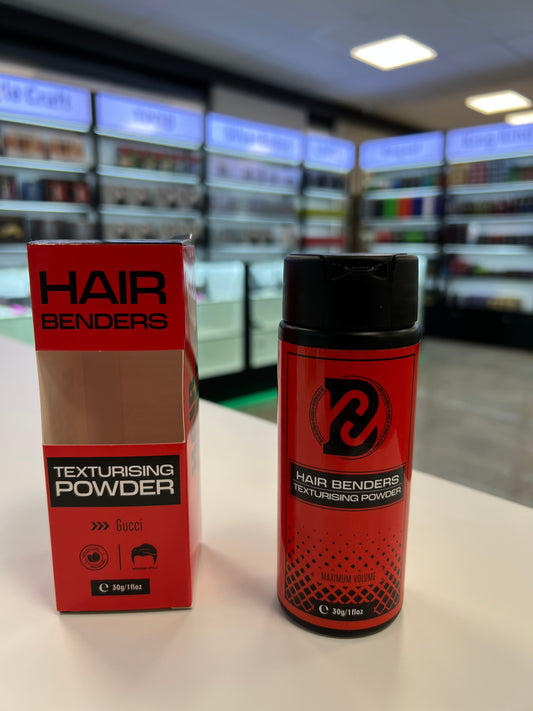 HAIR
BENDERS
TEXTURISING
POWDER
>>> Gucci
℮ 30g/1floz
HAIR BENDERS
TEXTURISING POWDER
MAXIMUM VOLUME
℮ 30g/1floz